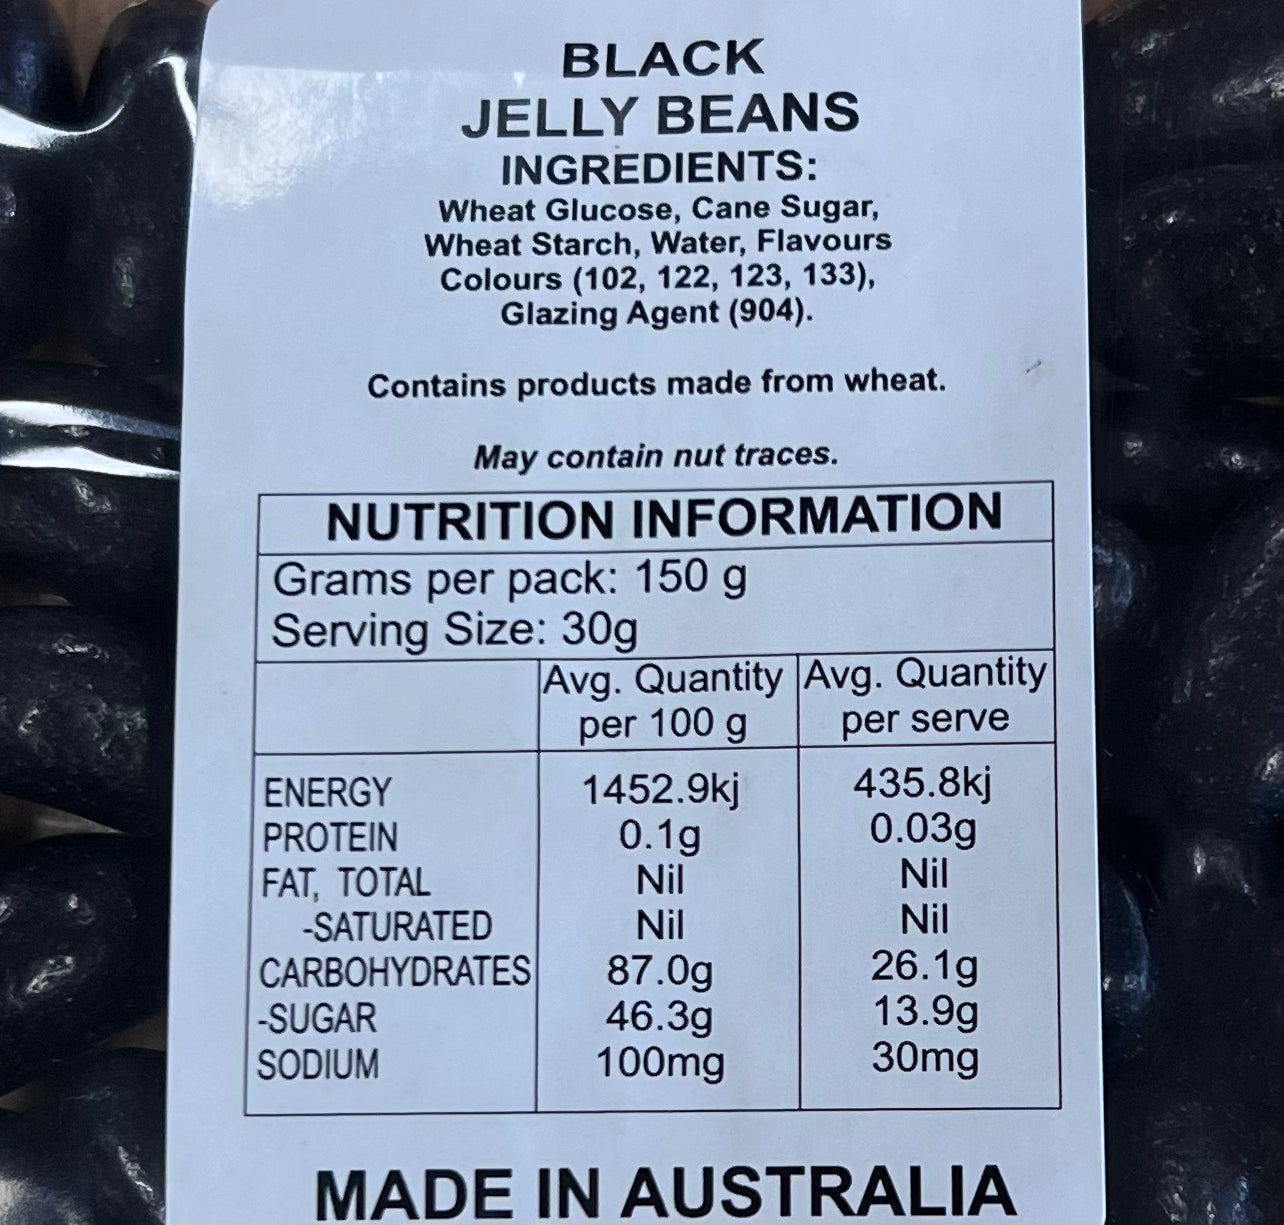 BLACK
JELLY BEANS
INGREDIENTS:
Wheat Glucose, Cane Sugar,
Wheat Starch, Water, Flavours
Colours (102, 122, 123, 133),
Glazing Agent (904).
Contains products made from wheat.
May contain nut traces.
NUTRITION INFORMATION
Grams per pack: 150 g
Serving Size: 30g
Avg. Quantity per 100 g Avg. Quantity per serve
ENERGY 1452.9kj 435.8kj
PROTEIN 0.1g 0.03g
FAT, TOTAL Nil Nil
-SATURATED Nil Nil
CARBOHYDRATES 87.0g 26.1g
-SUGAR 46.3g 13.9g
SODIUM 100mg 30mg
MADE IN AUSTRALIA